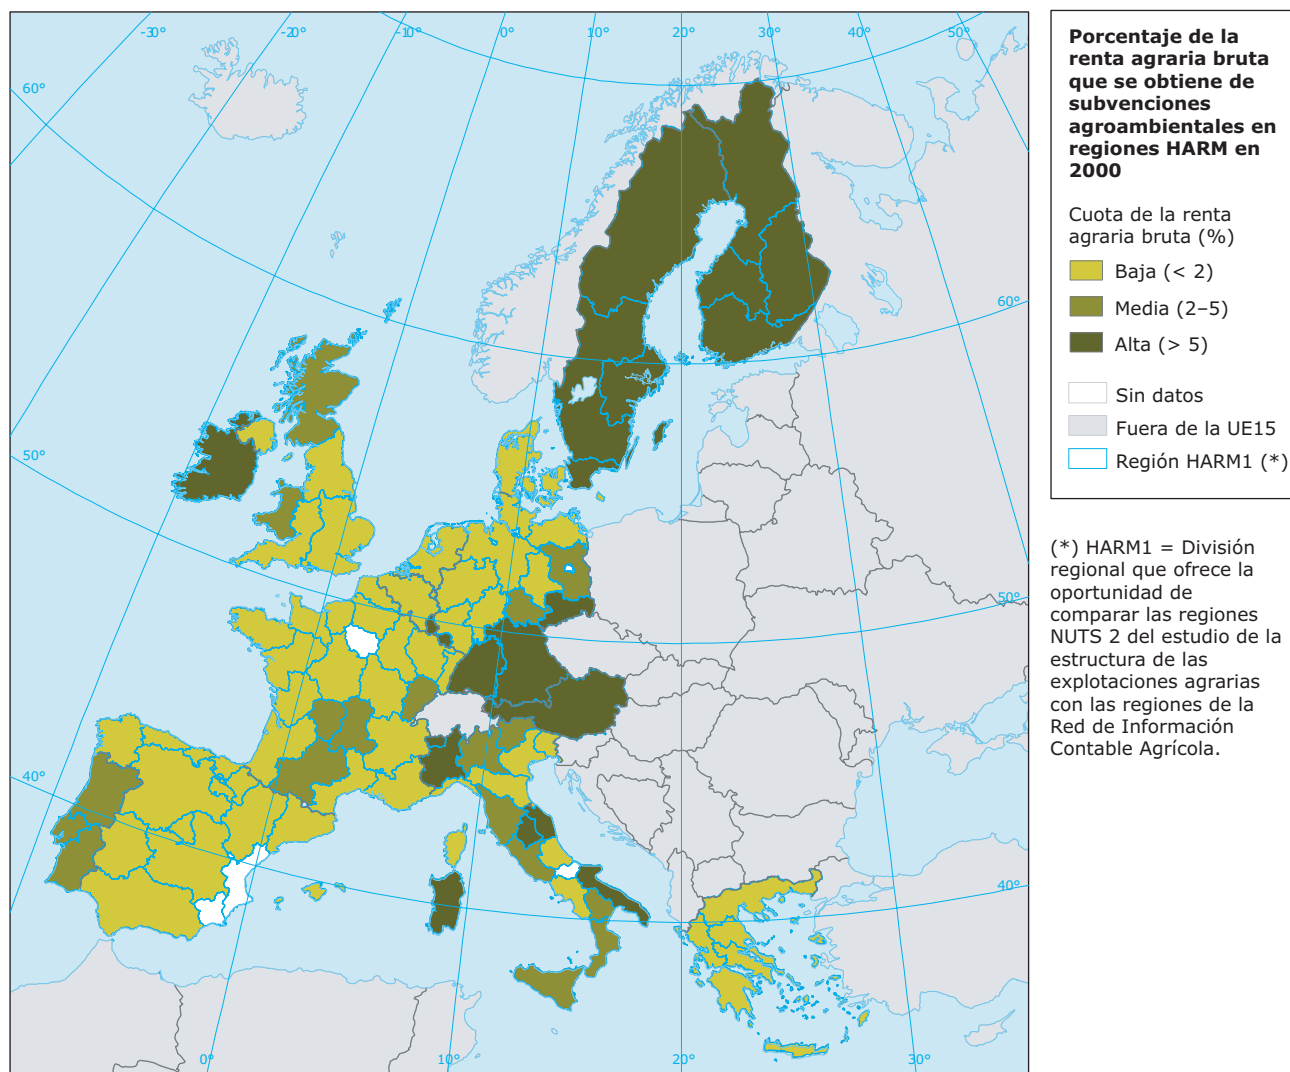 -30°
-20°
-10°
0°
10°
20°
30°
40°
50°
60°
60°
50°
50°
40°
40°
60°
0°
10°
20°
30°
Porcentaje de la
renta agraria bruta
que se obtiene de
subvenciones
agroambientales en
regiones HARM en
2000
Cuota de la renta
agraria bruta (%)
Baja (< 2)
Media (2–5)
Alta (> 5)
Sin datos
Fuera de la UE15
Región HARM1 (*)
(*) HARM1 = División
regional que ofrece la
oportunidad de
comparar las regiones
NUTS 2 del estudio de la
estructura de las
explotaciones agrarias
con las regiones de la
Red de Información
Contable Agrícola.